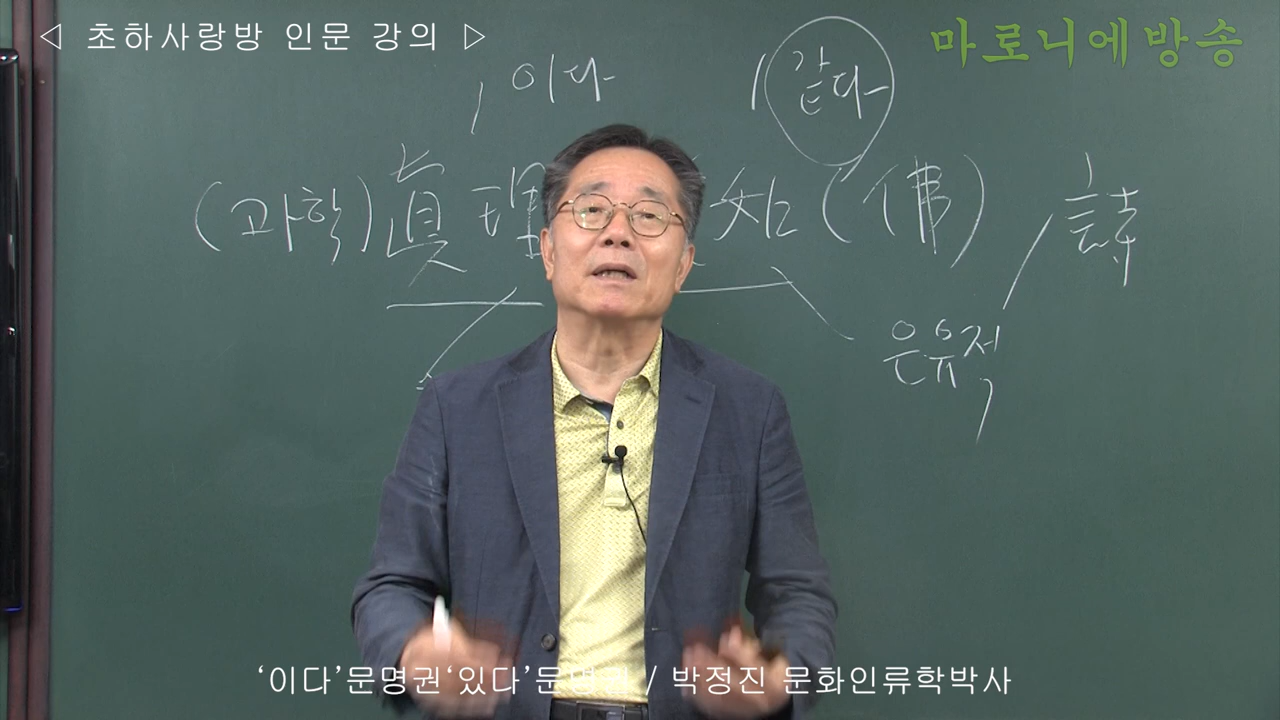 ◁ 초하사랑방 인문 강의 ▷
마로니에방송
이다
같다
(과학)眞理 如(佛) / 詩
은유적
‘이다’문명권‘있다’문명권 / 박정진 문화인류학박사